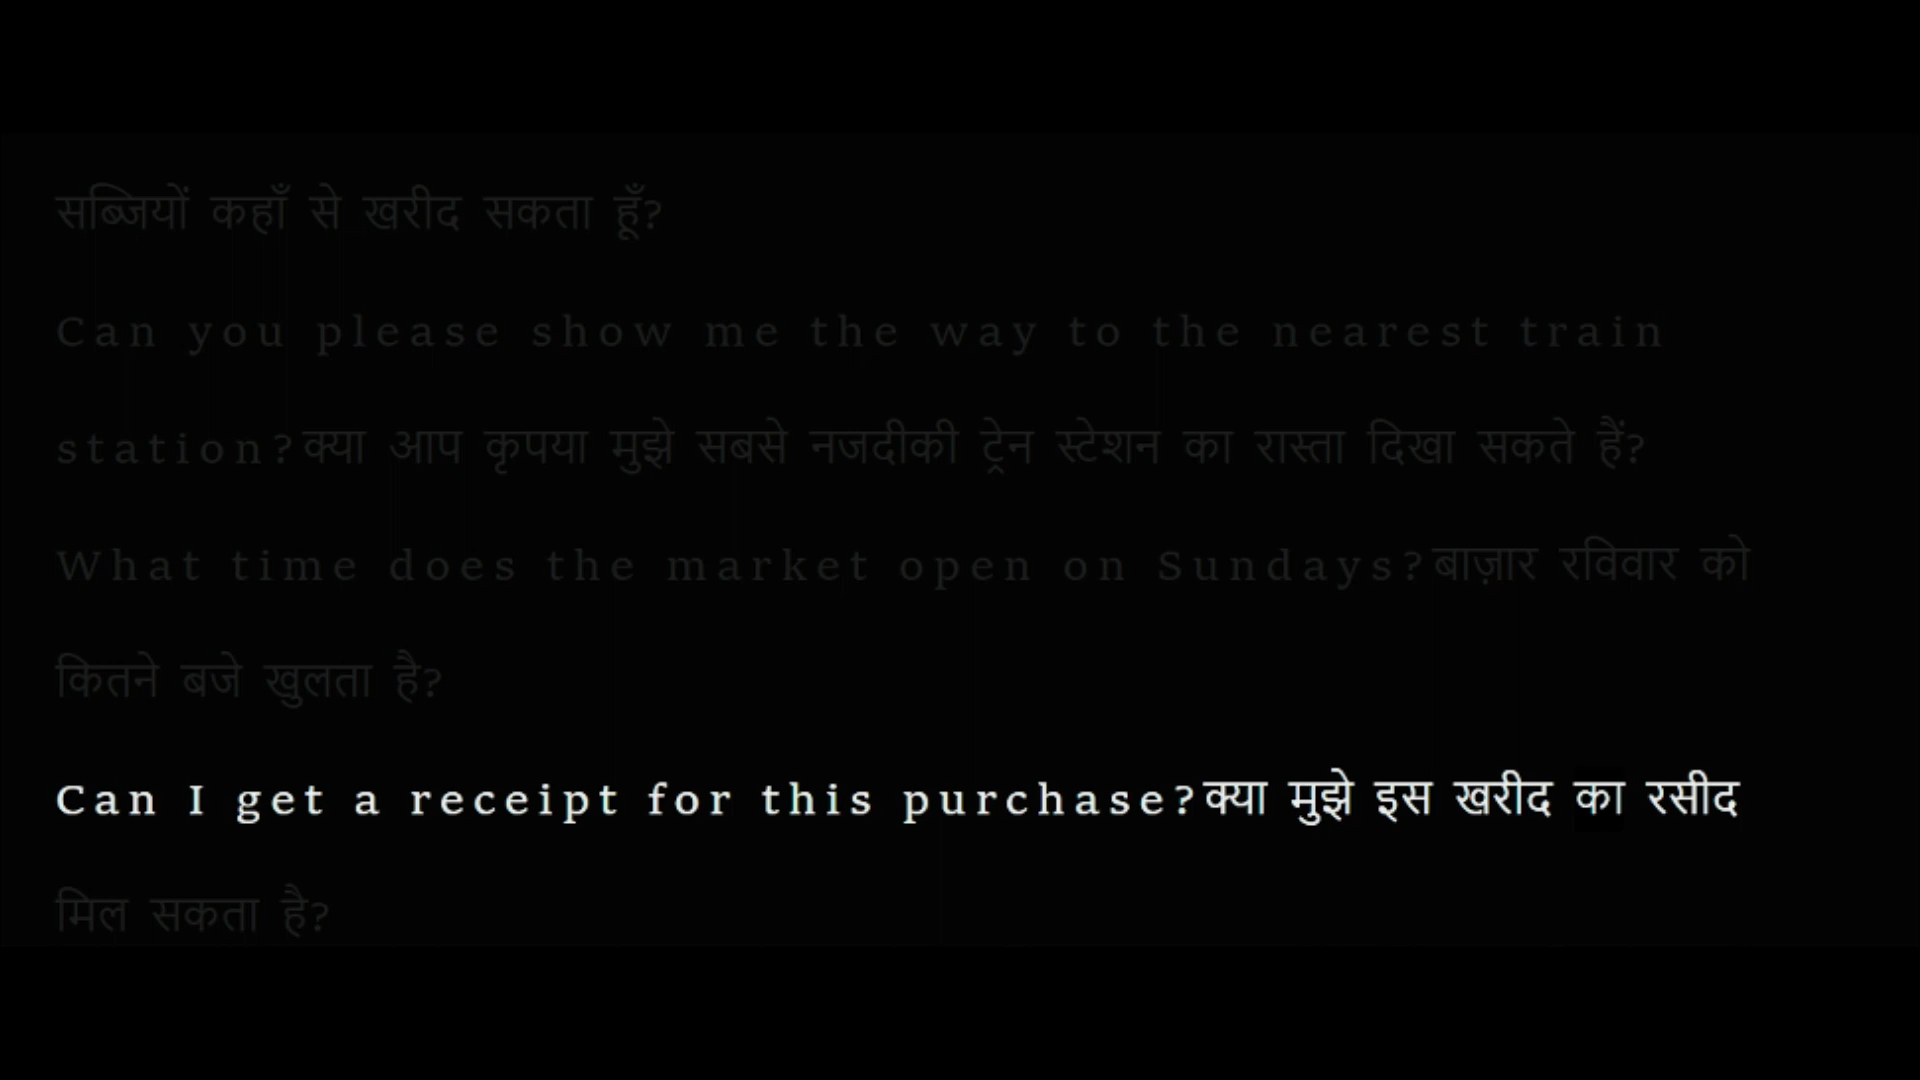 सब्जियों कहाँ से खरीद सकता हूँ?
Can you please show me the way to the nearest train
station?क्या आप कृपया मुझे सबसे नजदीकी ट्रेन स्टेशन का रास्ता दिखा सकते हैं?
What time does the market open on Sundays?बाज़ार रविवार को
कितने बजे खुलता है?
Can I get a receipt for this purchase?क्या मुझे इस खरीद का रसीद
मिल सकता है?